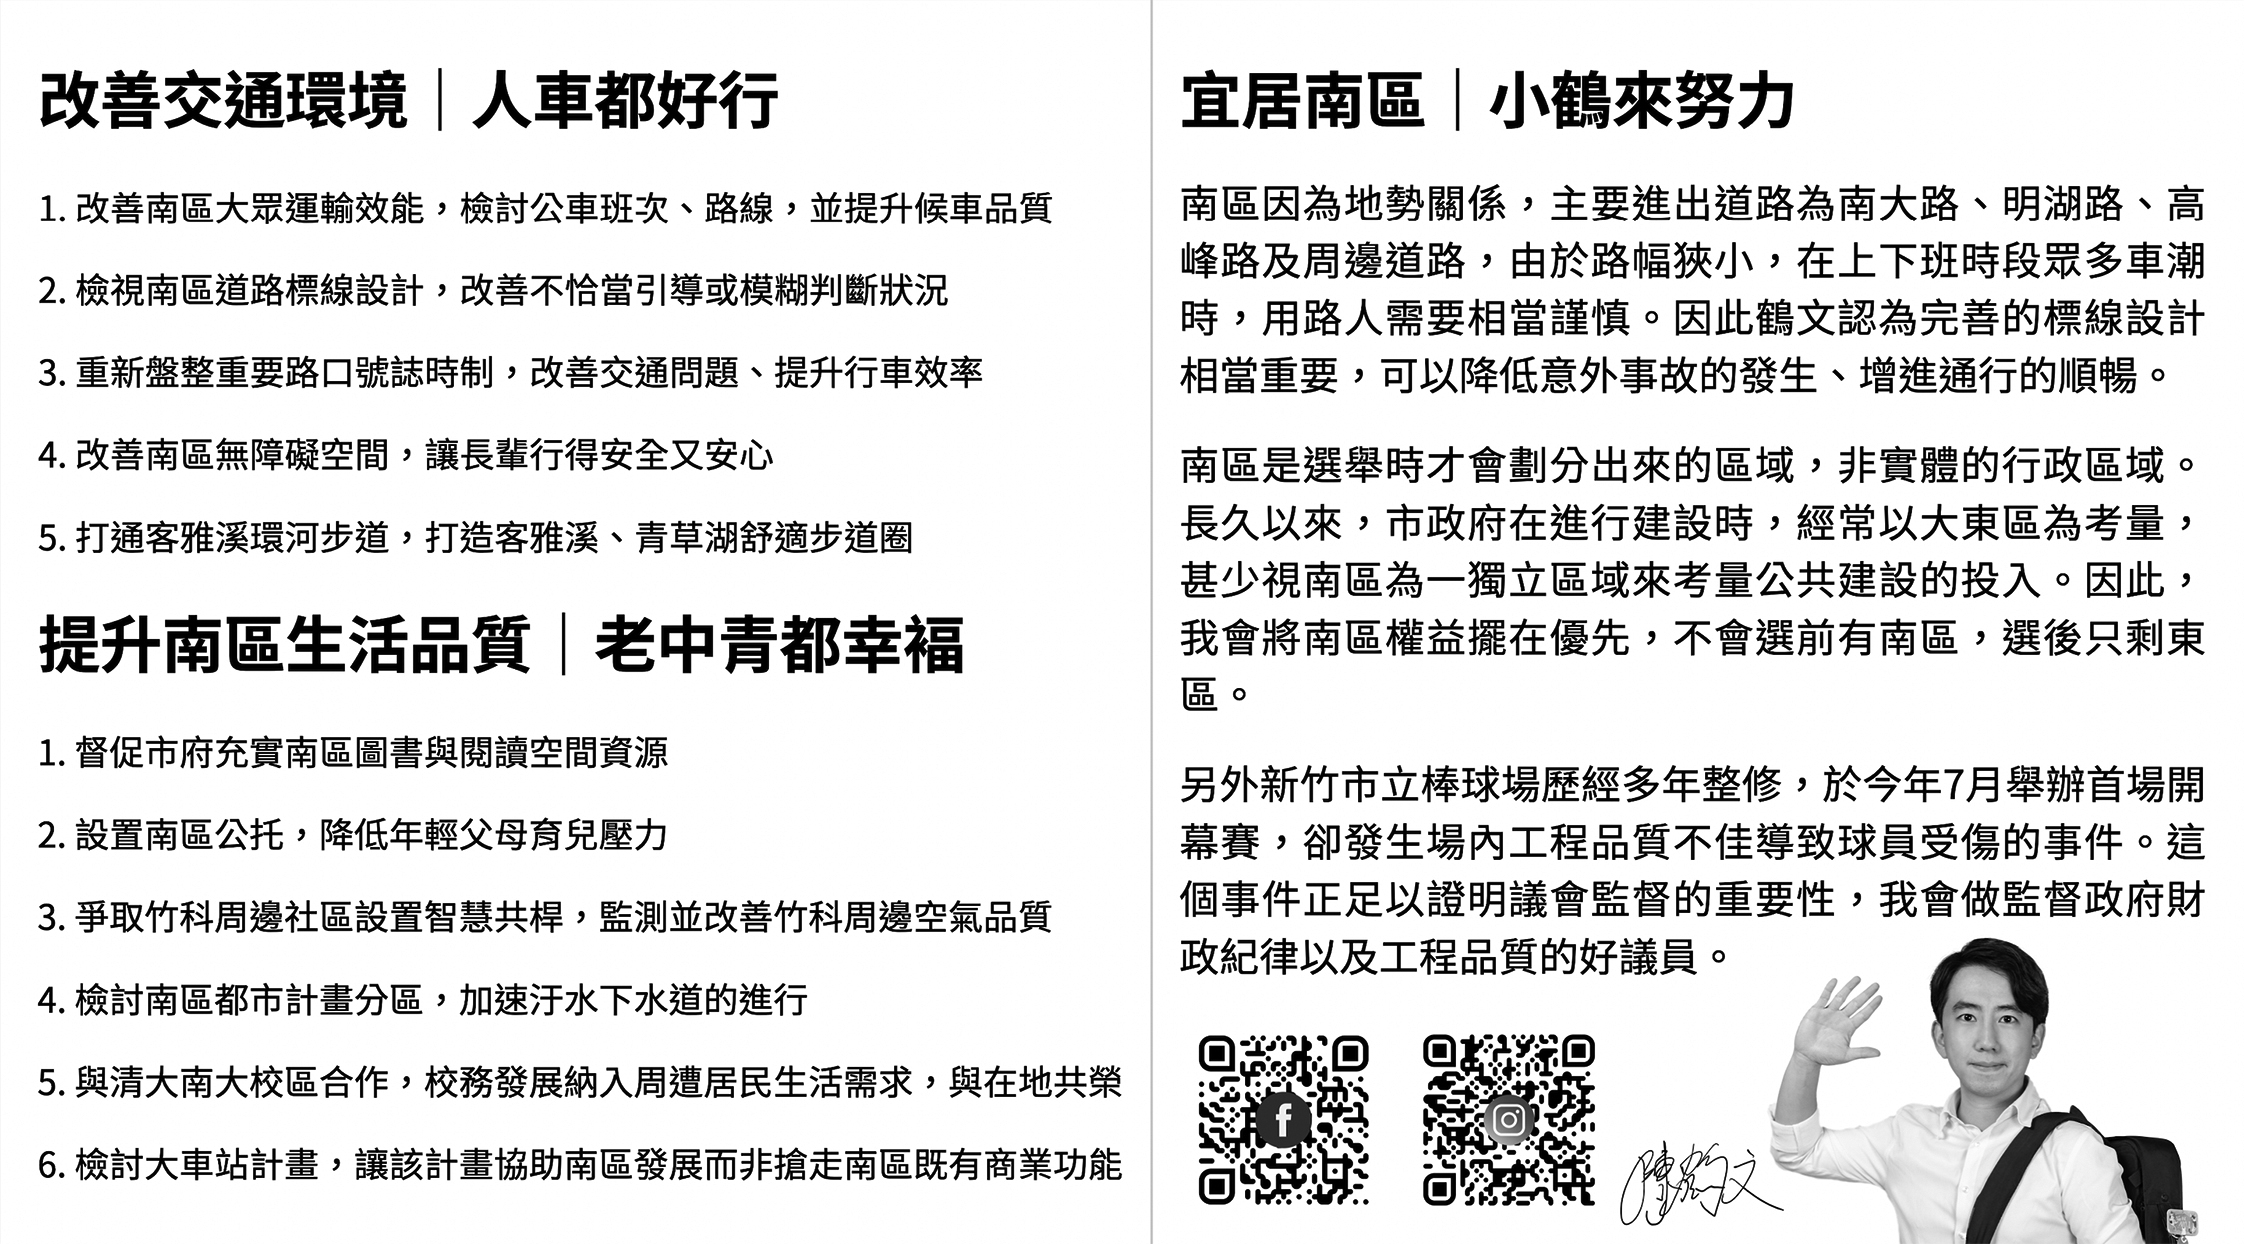 改善交通環境｜人車都好行
1. 改善南區大眾運輸效能，檢討公車班次、路線，並提升候車品質
2. 檢視南區道路標線設計，改善不恰當引導或模糊判斷狀況
3. 重新盤整重要路口號誌時制，改善交通問題、提升行車效率
4. 改善南區無障礙空間，讓長輩行得安全又安心
5. 打通客雅溪環河步道，打造客雅溪、青草湖舒適步道圈
提升南區生活品質｜老中青都幸福
1. 督促市府充實南區圖書與閱讀空間資源
2. 設置南區公托，降低年輕父母育兒壓力
3. 爭取竹科周邊社區設置智慧共桿，監測並改善竹科周邊空氣品質
4. 檢討南區都市計畫分區，加速汙水下水道的進行
5. 與清大南大校區合作，校務發展納入周遭居民生活需求，與在地共榮
6. 檢討大車站計畫，讓該計畫協助南區發展而非搶走南區既有商業功能
宜居南區｜小鶴來努力
南區因為地勢關係，主要進出道路為南大路、明湖路、高
峰路及周邊道路，由於路幅狹小，在上下班時段眾多車潮
時，用路人需要相當謹慎。因此鶴文認為完善的標線設計
相當重要，可以降低意外事故的發生、增進通行的順暢。
南區是選舉時才會劃分出來的區域，非實體的行政區域。
長久以來，市政府在進行建設時，經常以大東區為考量，
甚少視南區為一獨立區域來考量公共建設的投入。因此，
我會將南區權益擺在優先，不會選前有南區，選後只剩東
區。
另外新竹市立棒球場歷經多年整修，於今年7月舉辦首場開
幕賽，卻發生場內工程品質不佳導致球員受傷的事件。這
個事件正足以證明議會監督的重要性，我會做監督政府財
政紀律以及工程品質的好議員。
陳鶴文